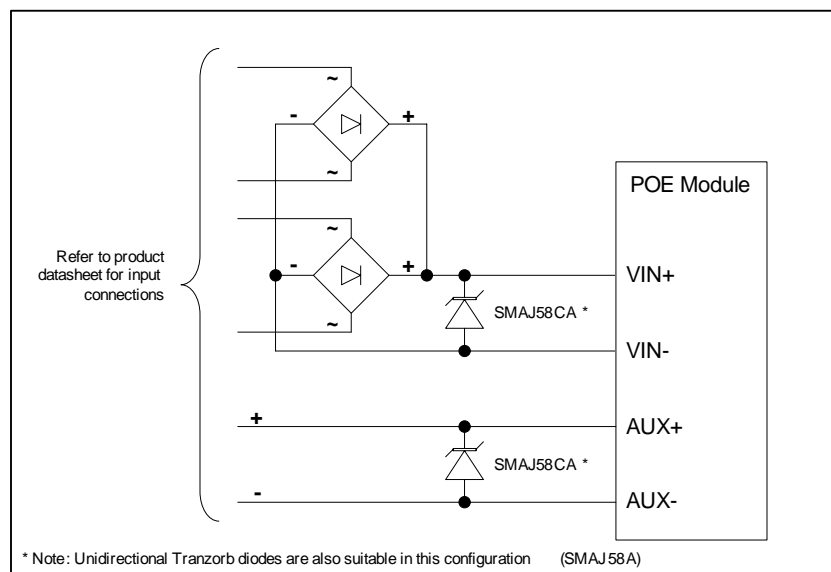 ~
-
+
~
POE Module
~
Refer to product
datasheet for input
connections
-
+
VIN+
SMAJ58CA *
~
VIN-
+
AUX+
SMAJ58CA *
-
AUX-
* Note: Unidirectional Tranzorb diodes are also suitable in this configuration (SMAJ58A)